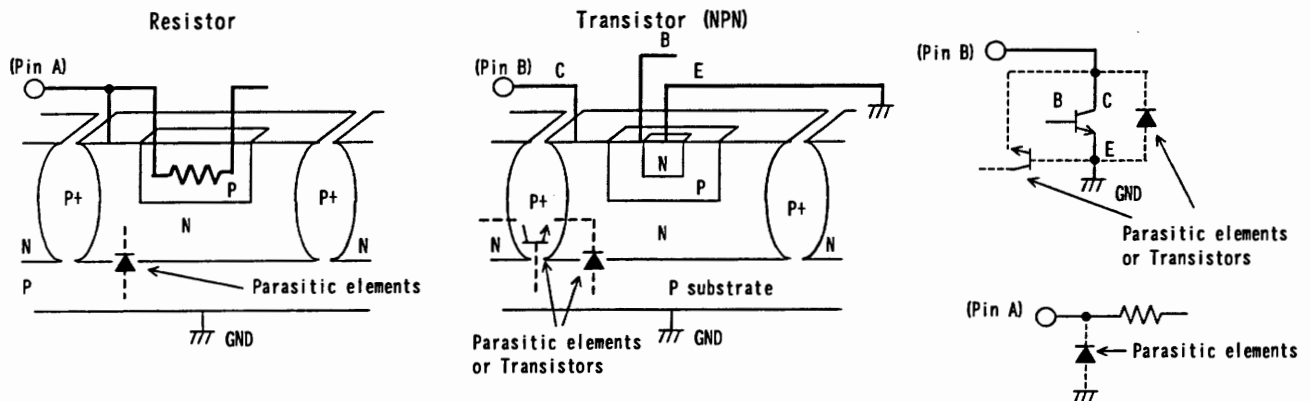 Resistor
(Pin A)
P+
P
N
P+
N
N
P
Parasitic elements
GND
Transistor (NPN)
B
(Pin B)
C
E
N
P
P+
P+
N
N
N
P substrate
GND
Parasitic elements
or Transistors
(Pin B)
B
C
E
GND
Parasitic elements
or Transistors
(Pin A)
Parasitic elements